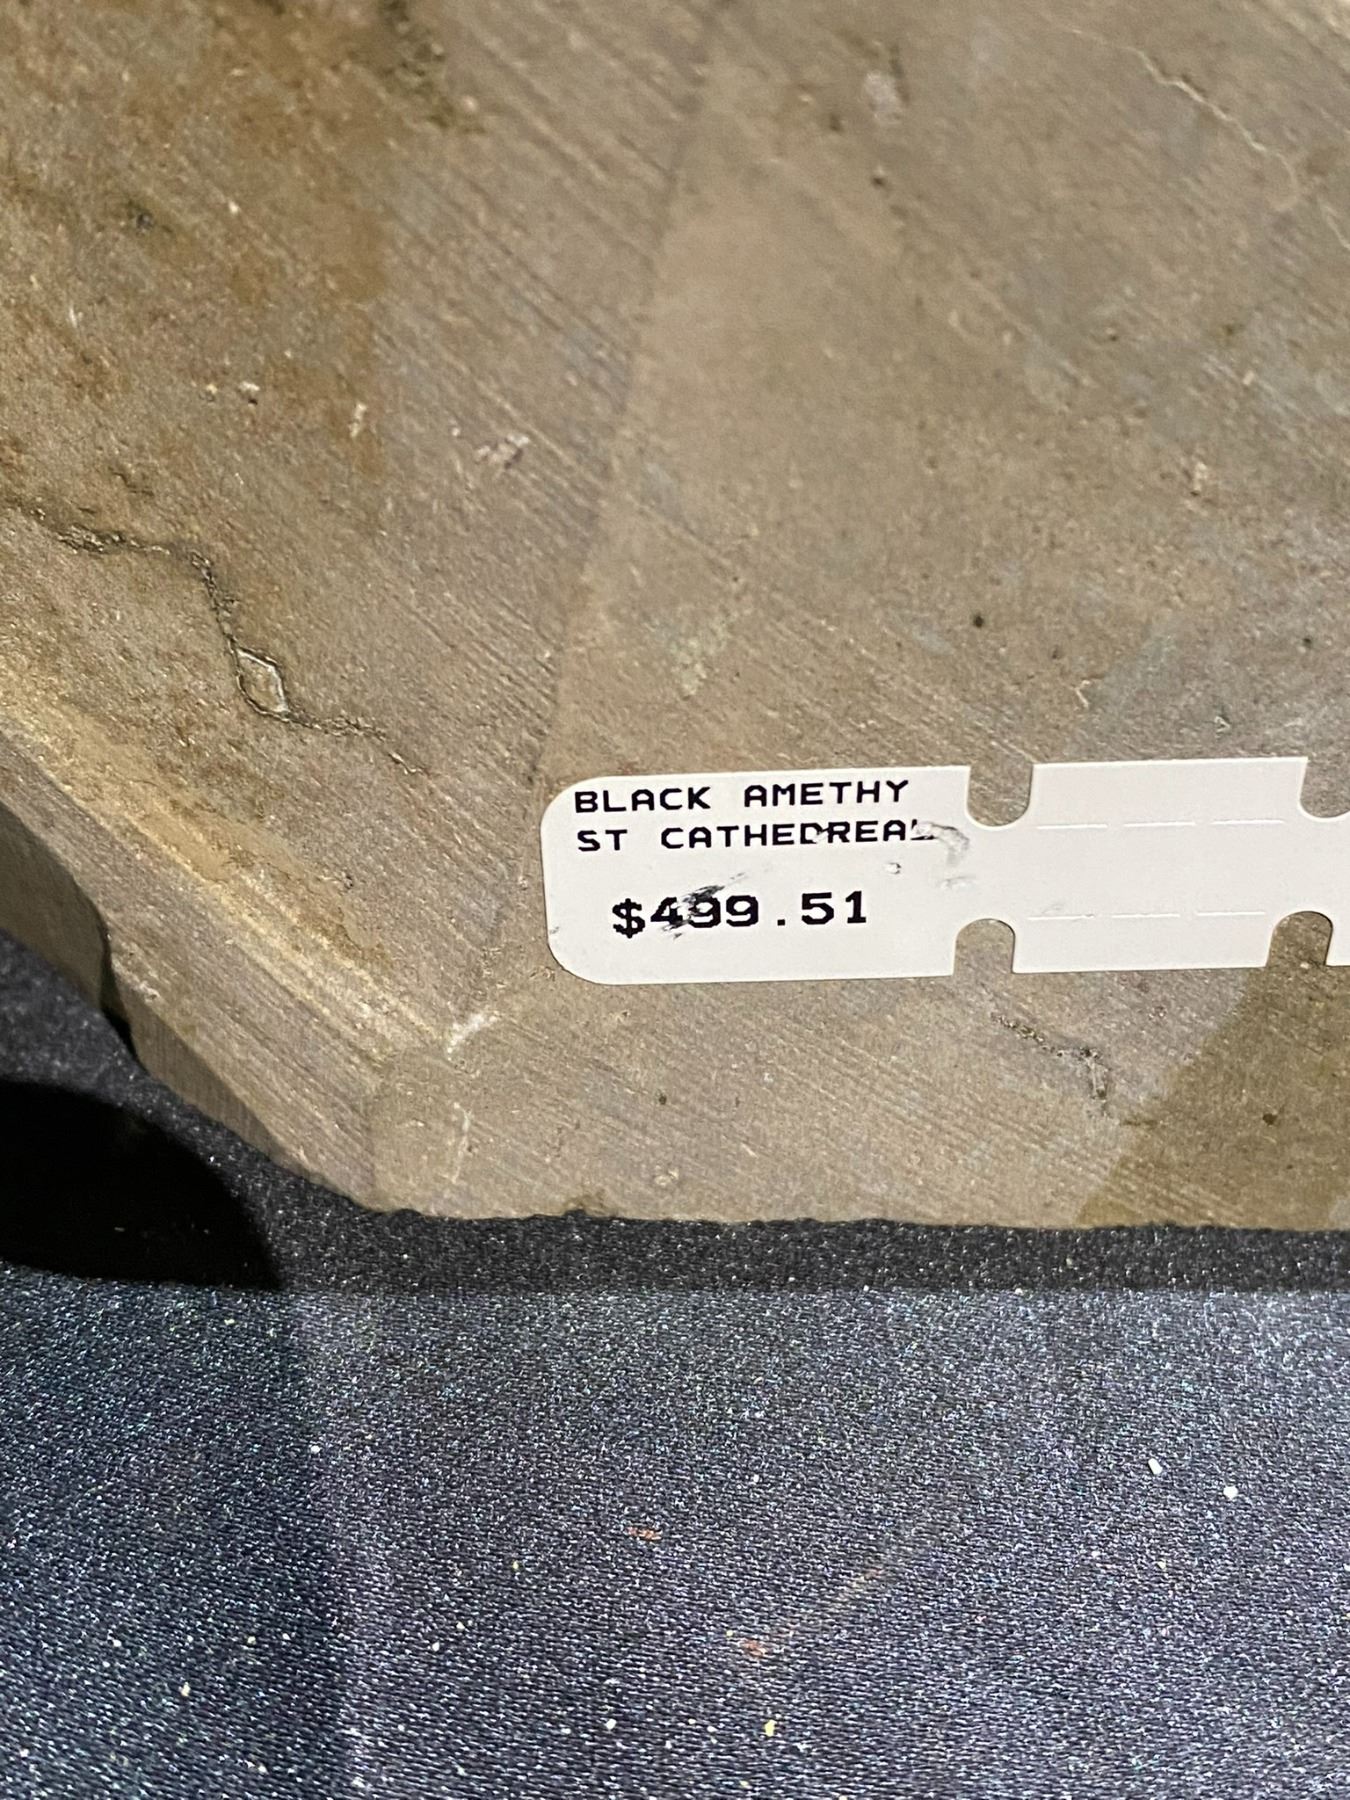 BLACK AMETHY
ST CATHEDREAL
$499.51